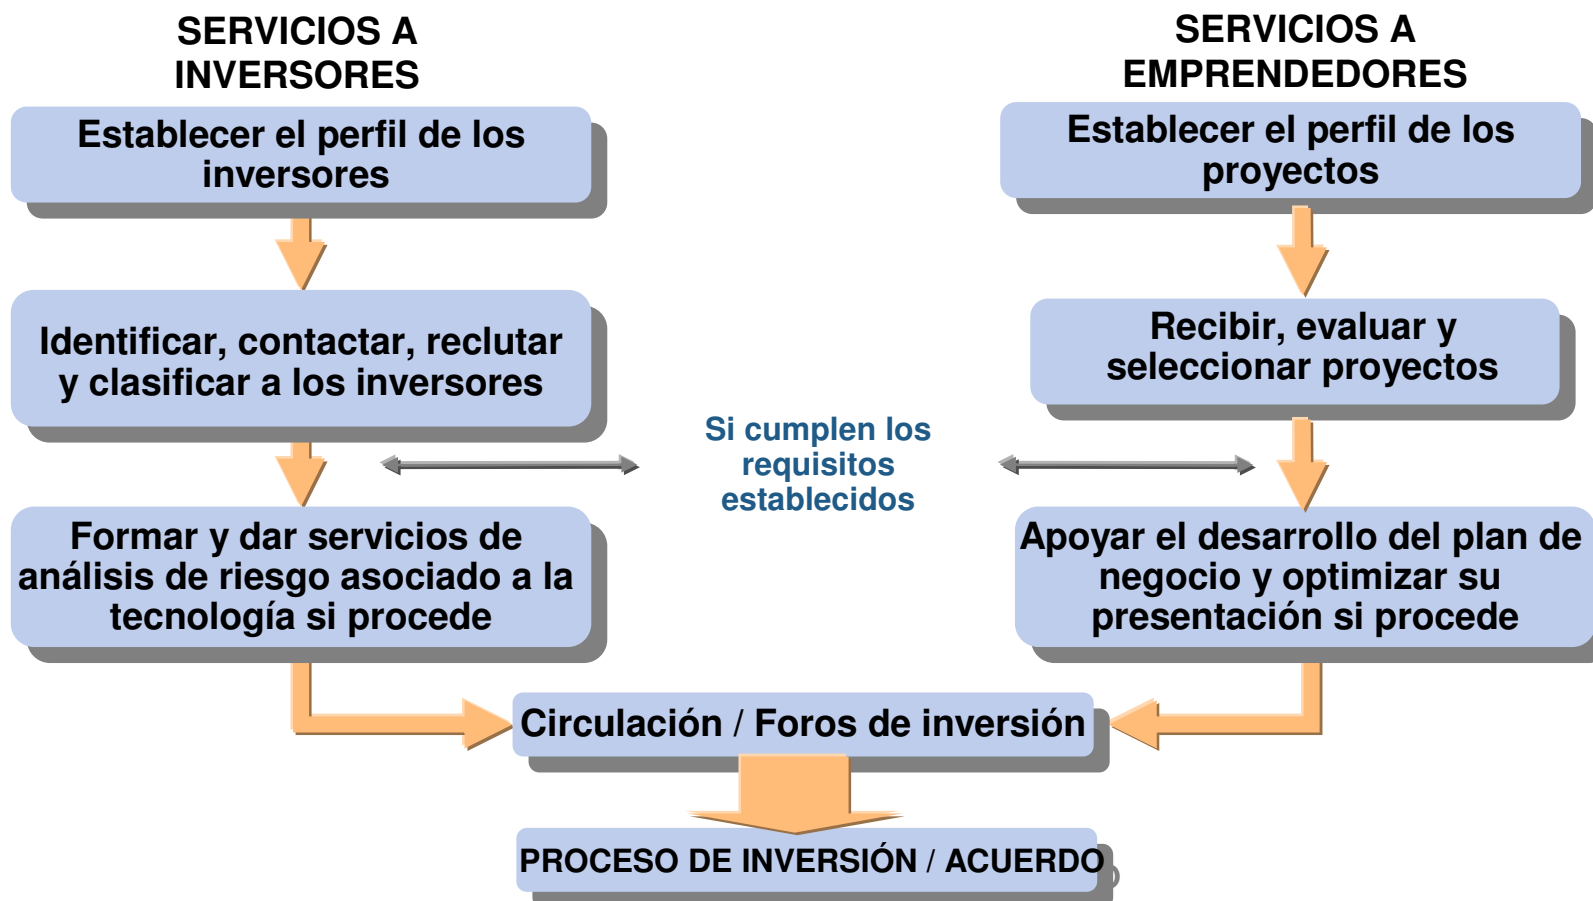 SERVICIOS A
INVERSORES
Establecer el perfil de los
inversores
Identificar, contactar, reclutar
y clasificar a los inversores
Formar y dar servicios de
análisis de riesgo asociado a la
tecnología si procede
SERVICIOS A
EMPRENDEDORES
Establecer el perfil de los
proyectos
Recibir, evaluar y
seleccionar proyectos
Apoyar el desarrollo del plan de
negocio y optimizar su
presentación si procede
Si cumplen los
requisitos
establecidos
Circulación / Foros de inversión
PROCESO DE INVERSIÓN / ACUERDO